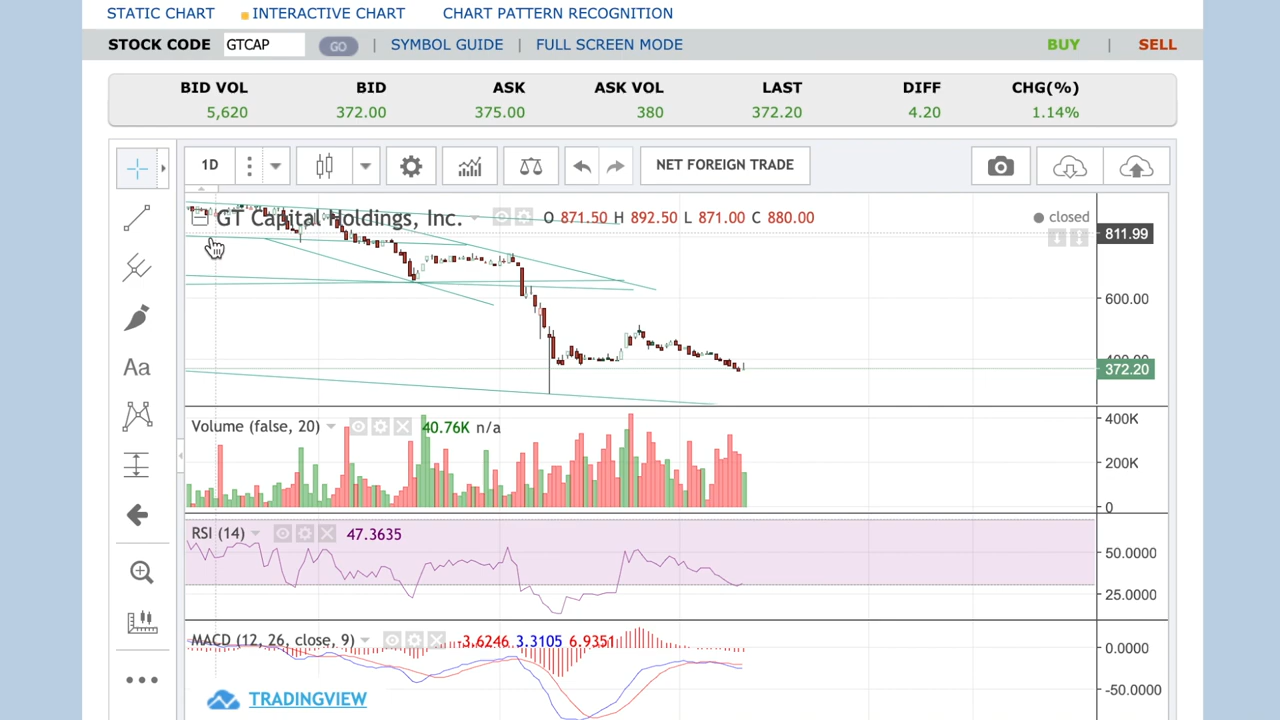 STATIC CHART INTERACTIVE CHART CHART PATTERN RECOGNITION
STOCK CODE GTCAP GO | SYMBOL GUIDE | FULL SCREEN MODE BUY | SELL
BID VOL BID ASK ASK VOL LAST DIFF CHG(%)
5,620 372.00 375.00 380 372.20 4.20 1.14%
1D NET FOREIGN TRADE
GT Capital Holdings, Inc. O 871.50 H 892.50 L 871.00 C 880.00 closed
811.99
600.00
400.00
372.20
Aa
Volume (false, 20) 40.76K n/a 400K
200K
0
RSI (14) 47.3635
50.0000
25.0000
MACD (12, 26, close, 9) -3.6246 3.3105 6.9351 0.0000
-50.0000
TRADINGVIEW